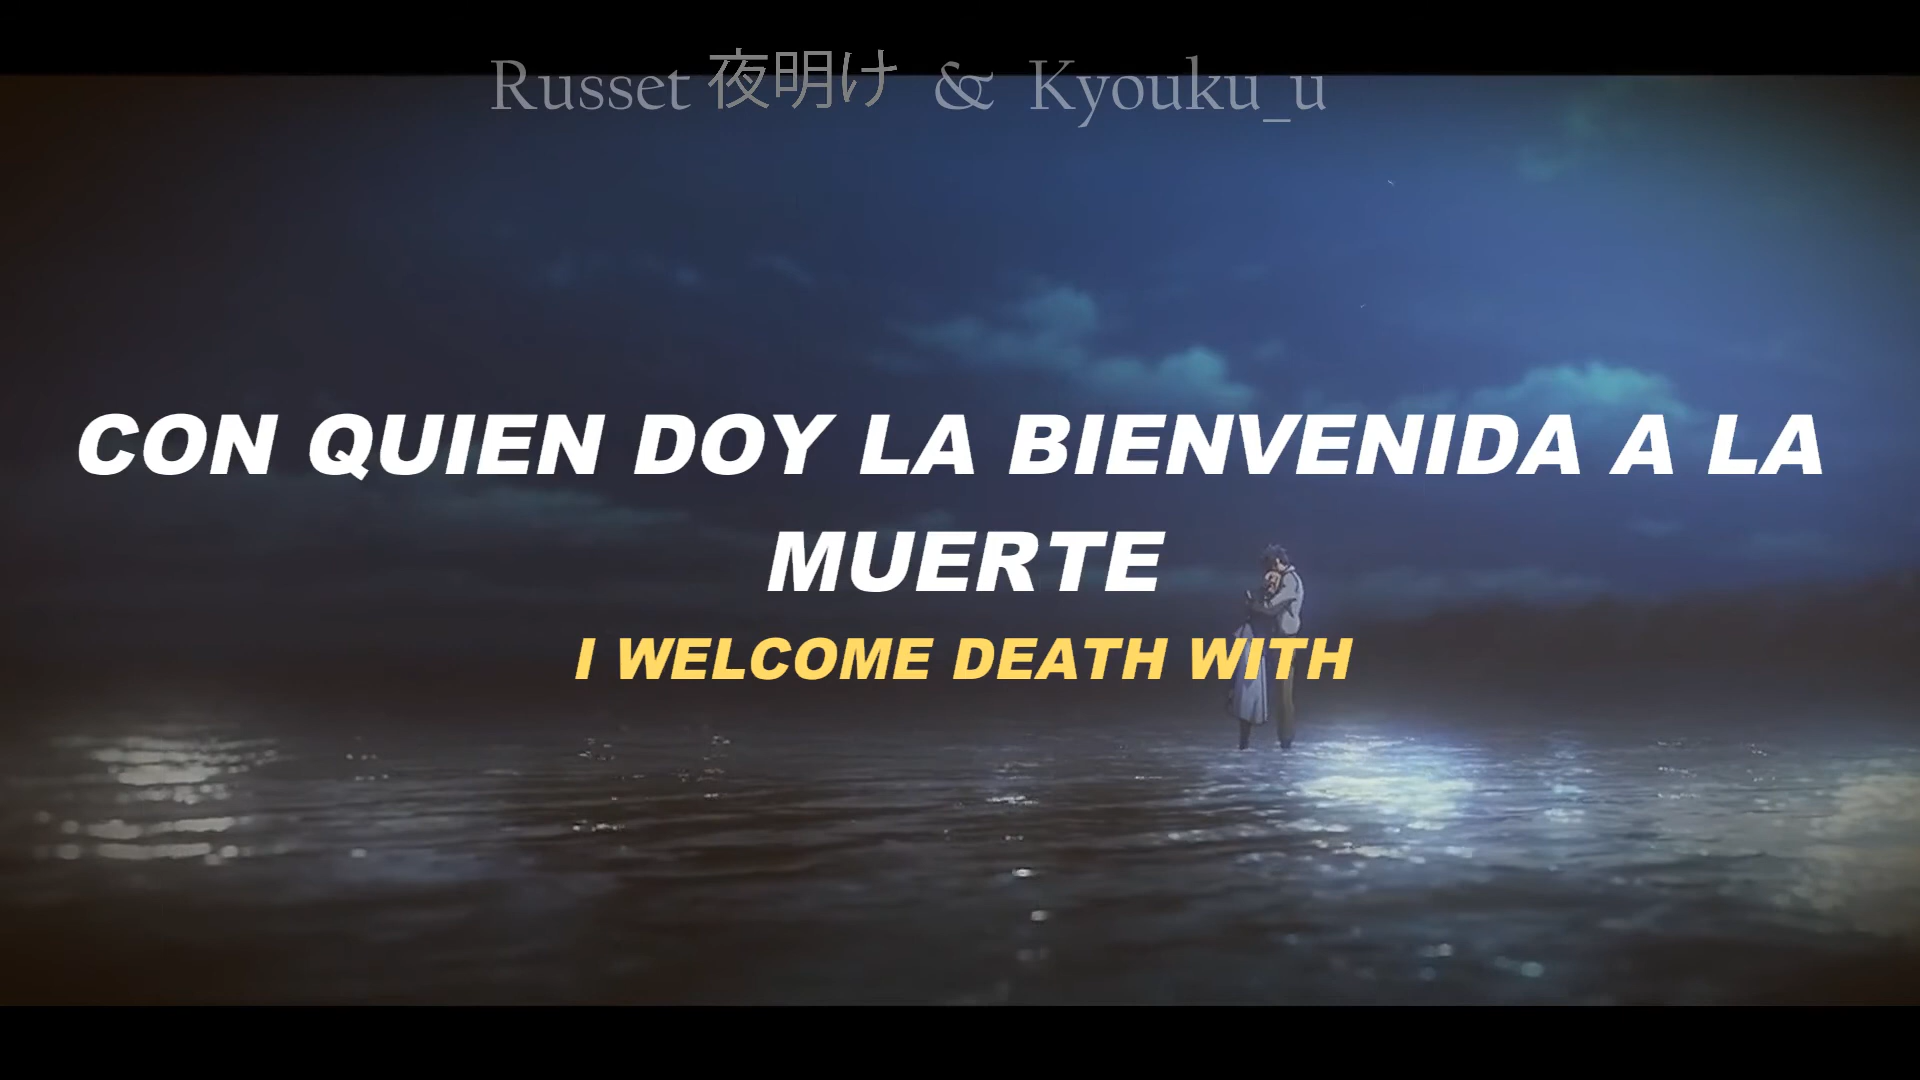 Russet 夜明け & Kyouku_u
CON QUIEN DOY LA BIENVENIDA A LA
MUERTE
I WELCOME DEATH WITH